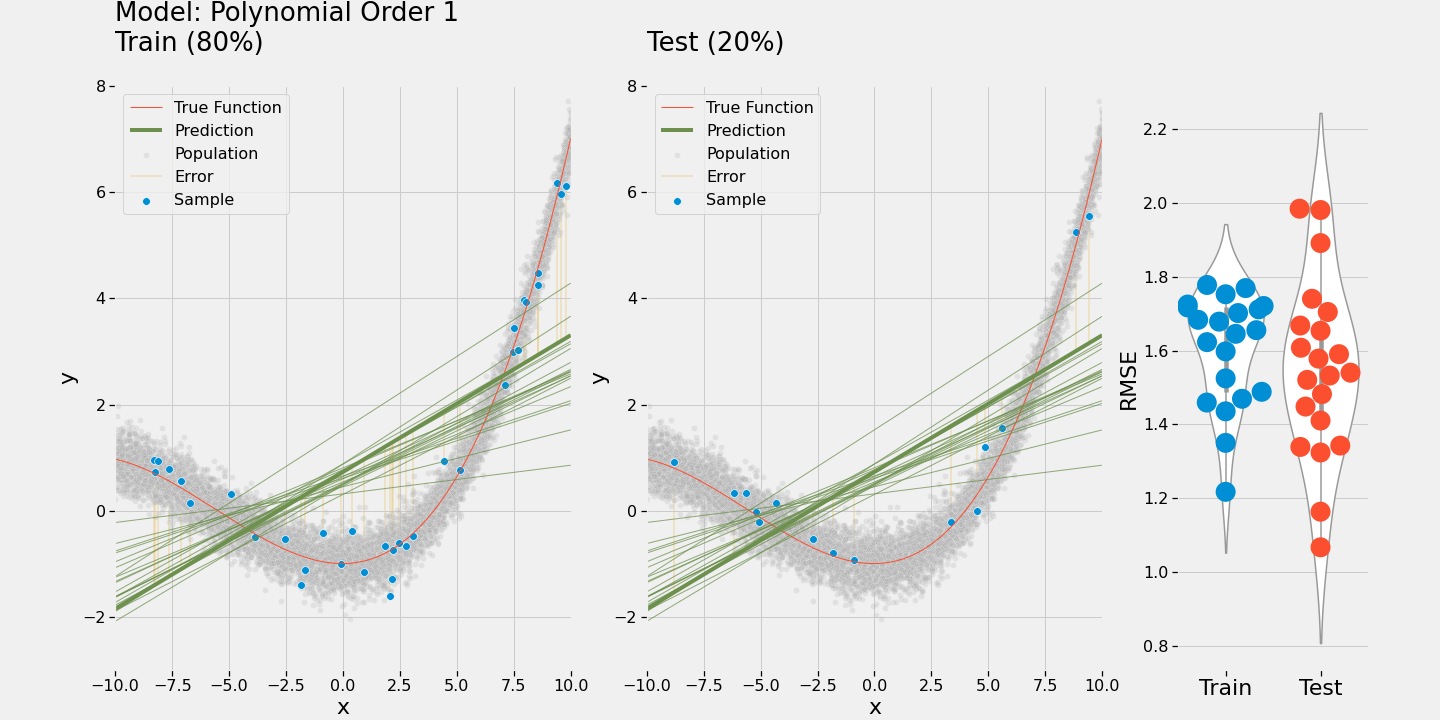 Model: Polynomial Order 1
Train (80%)
Test (20%)
8
6
4
2
0
−2
y
True Function
Prediction
Population
Error
Sample
−10.0 −7.5 −5.0 −2.5 0.0 2.5 5.0 7.5 10.0
x
8
6
4
2
0
−2
y
True Function
Prediction
Population
Error
Sample
−10.0 −7.5 −5.0 −2.5 0.0 2.5 5.0 7.5 10.0
x
2.2
2.0
1.8
1.6
1.4
1.2
1.0
0.8
RMSE
Train Test